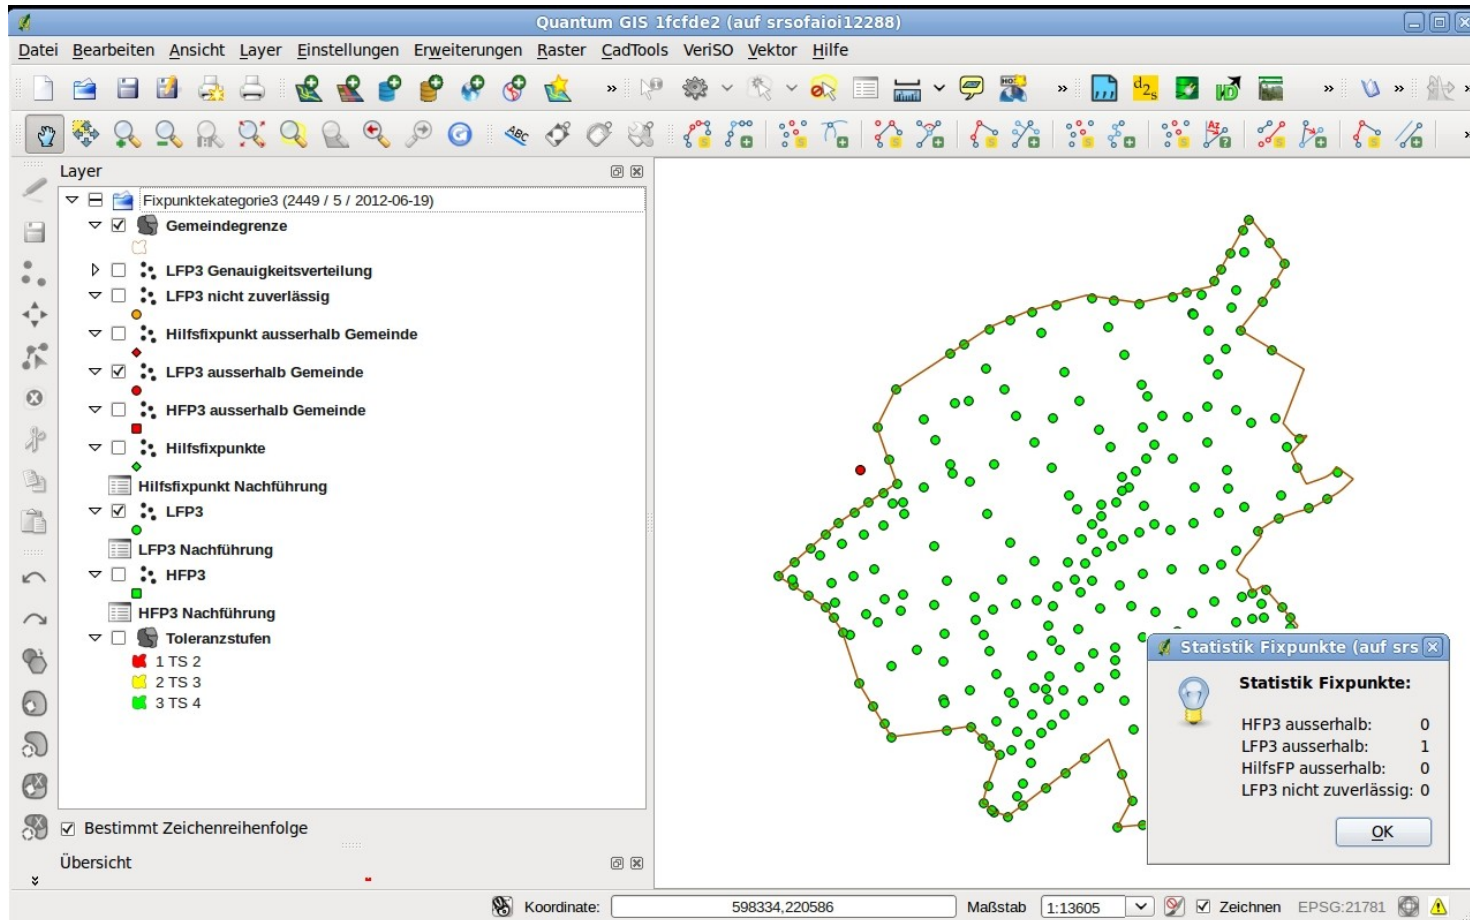 Quantum GIS 1fcfde2 (auf srsofaioi12288)
Datei Bearbeiten Ansicht Layer Einstellungen Erweiterungen Raster CadTools VeriSO Vektor Hilfe
Layer
Fixpunktekategorie3 (2449 / 5 / 2012-06-19)
Gemeindegrenze
LFP3 Genauigkeitsverteilung
LFP3 nicht zuverlässig
Hilfsfixpunkt ausserhalb Gemeinde
LFP3 ausserhalb Gemeinde
HFP3 ausserhalb Gemeinde
Hilfsfixpunkte
Hilfsfixpunkt Nachführung
LFP3
LFP3 Nachführung
HFP3
HFP3 Nachführung
Toleranzstufen
1 TS 2
2 TS 3
3 TS 4
Bestimmt Zeichenreihenfolge
Übersicht
Statistik Fixpunkte (auf srs
Statistik Fixpunkte:
HFP3 ausserhalb: 0
LFP3 ausserhalb: 1
HilfsFP ausserhalb: 0
LFP3 nicht zuverlässig: 0
OK
Koordinate: 598334,220586 Maßstab 1:13605 Zeichnen EPSG:21781